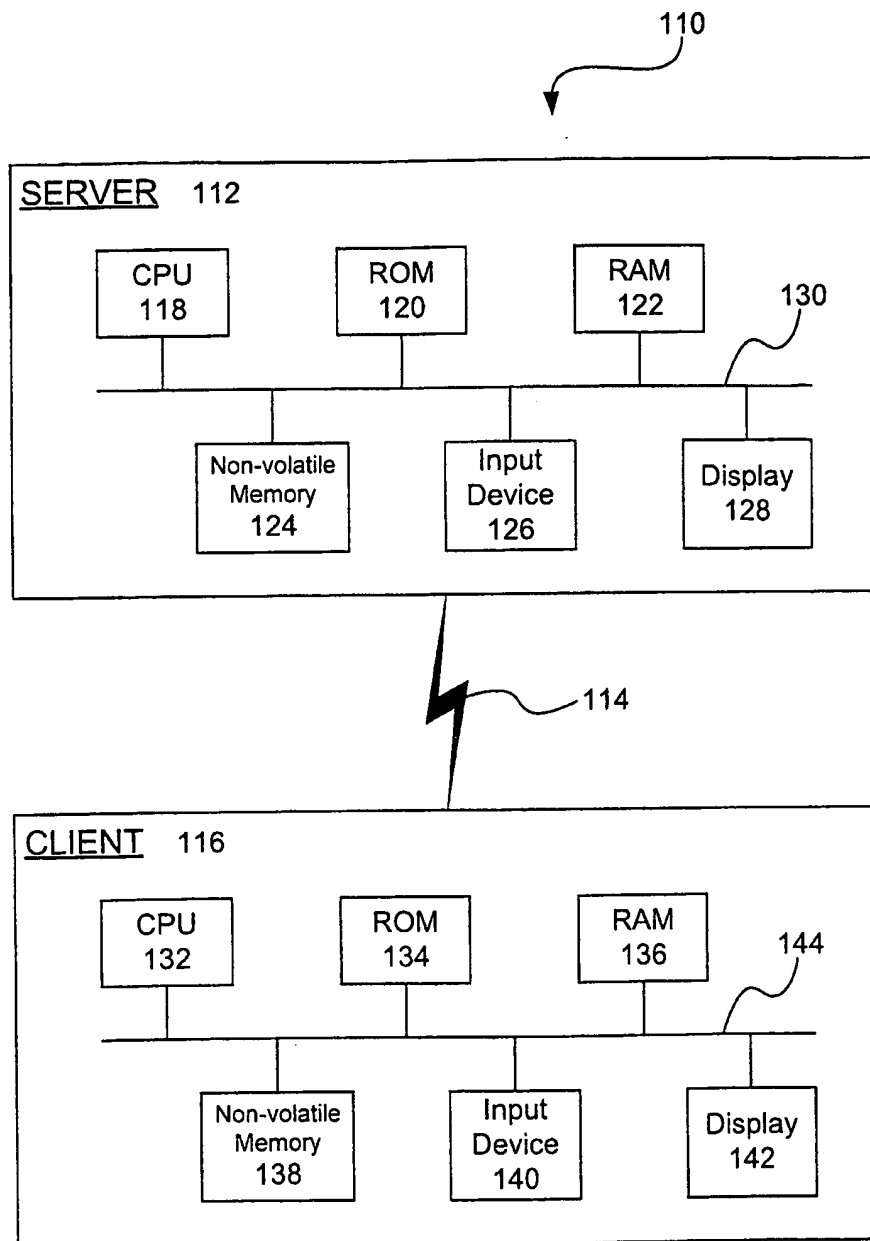 110
SERVER 112
CPU
118
ROM
120
RAM
122
130
Non-volatile
Memory
124
Input
Device
126
Display
128
114
CLIENT 116
CPU
132
ROM
134
RAM
136
144
Non-volatile
Memory
138
Input
Device
140
Display
142